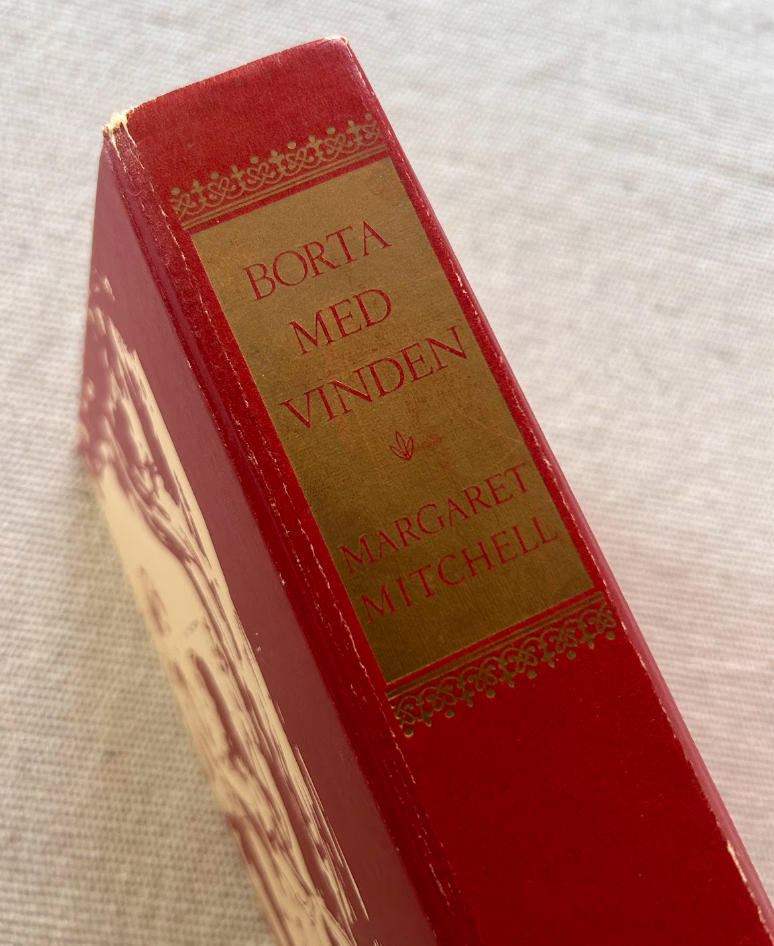 BORTA
MED
VINDEN
MARGARET
MITCHELL